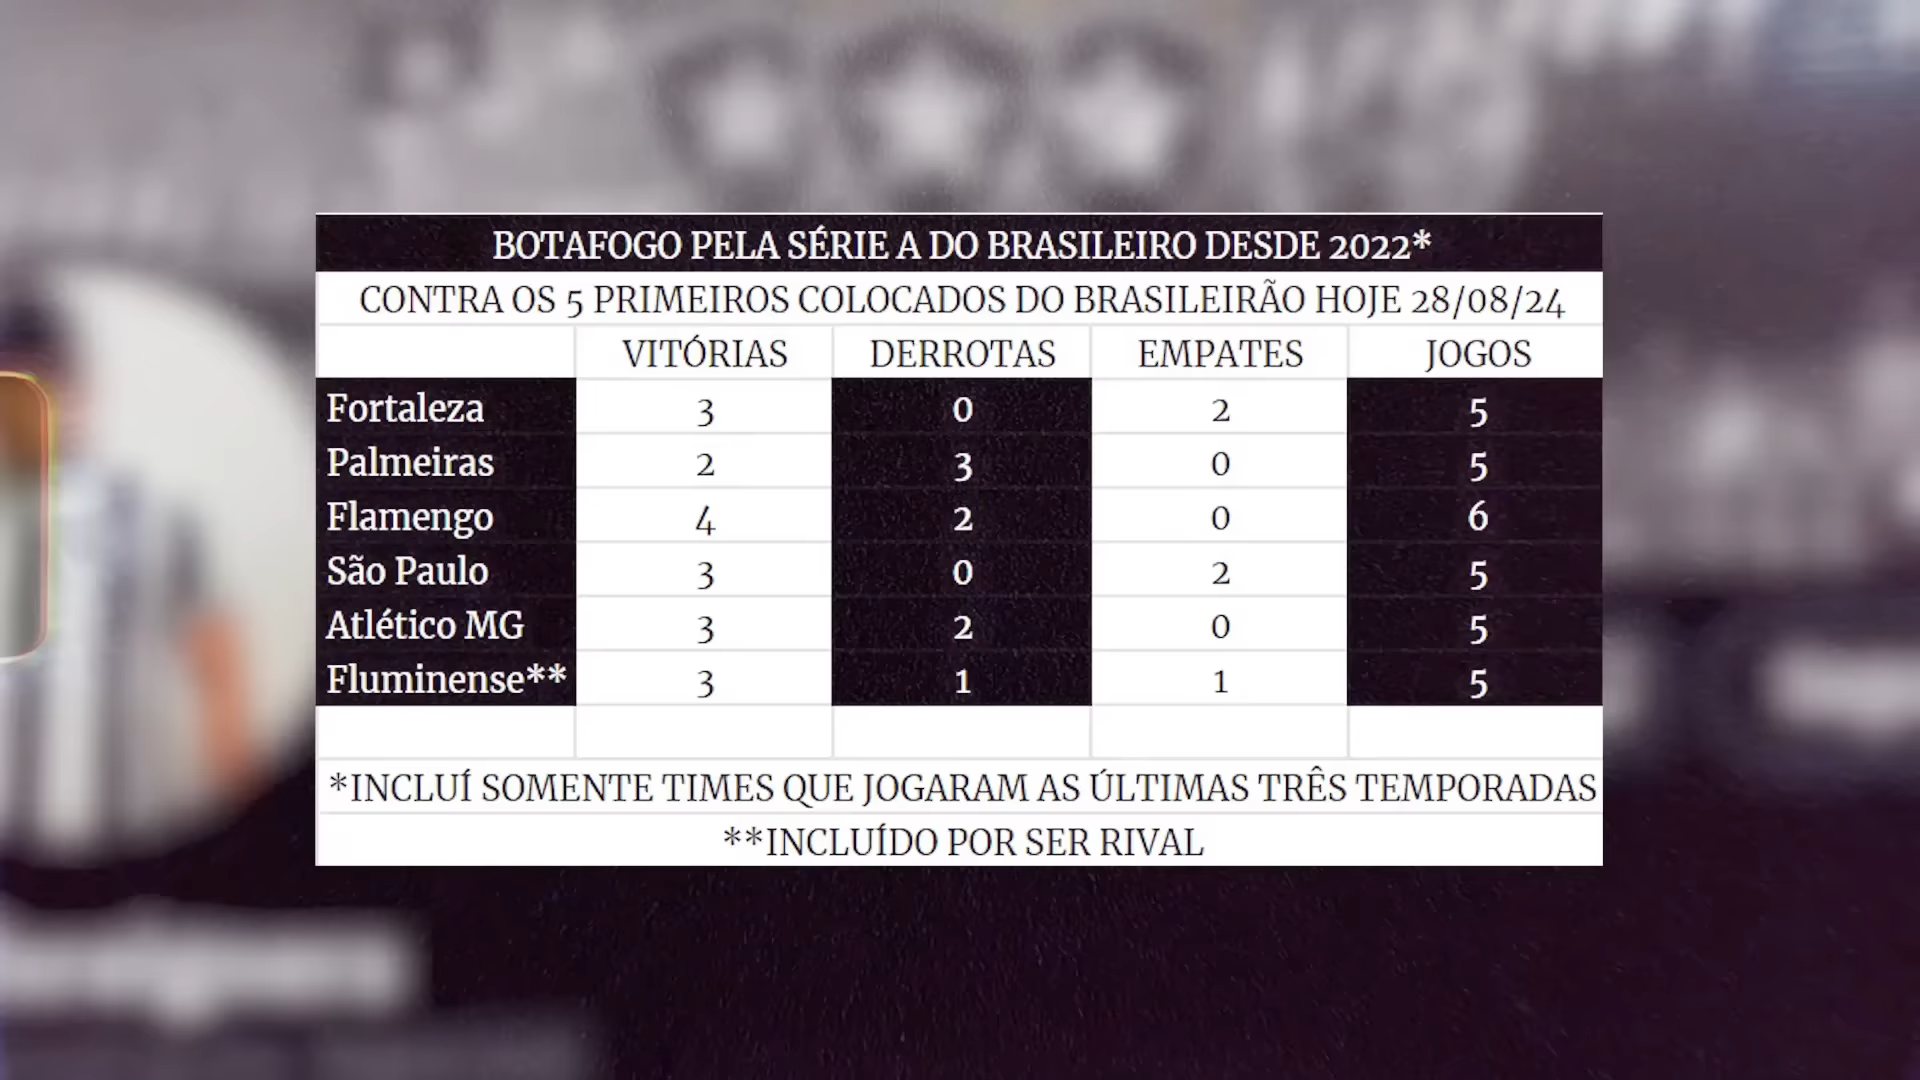 BOTAFOGO PELA SÉRIE A DO BRASILEIRO DESDE 2022*
CONTRA OS 5 PRIMEIROS COLOCADOS DO BRASILEIRÃO HOJE 28/08/24
VITÓRIAS DERROTAS EMPATES JOGOS
Fortaleza 3 0 2 5
Palmeiras 2 3 0 5
Flamengo 4 2 0 6
São Paulo 3 0 2 5
Atlético MG 3 2 0 5
Fluminense** 3 1 1 5
*INCLUÍ SOMENTE TIMES QUE JOGARAM AS ÚLTIMAS TRÊS TEMPORADAS
**INCLUÍDO POR SER RIVAL